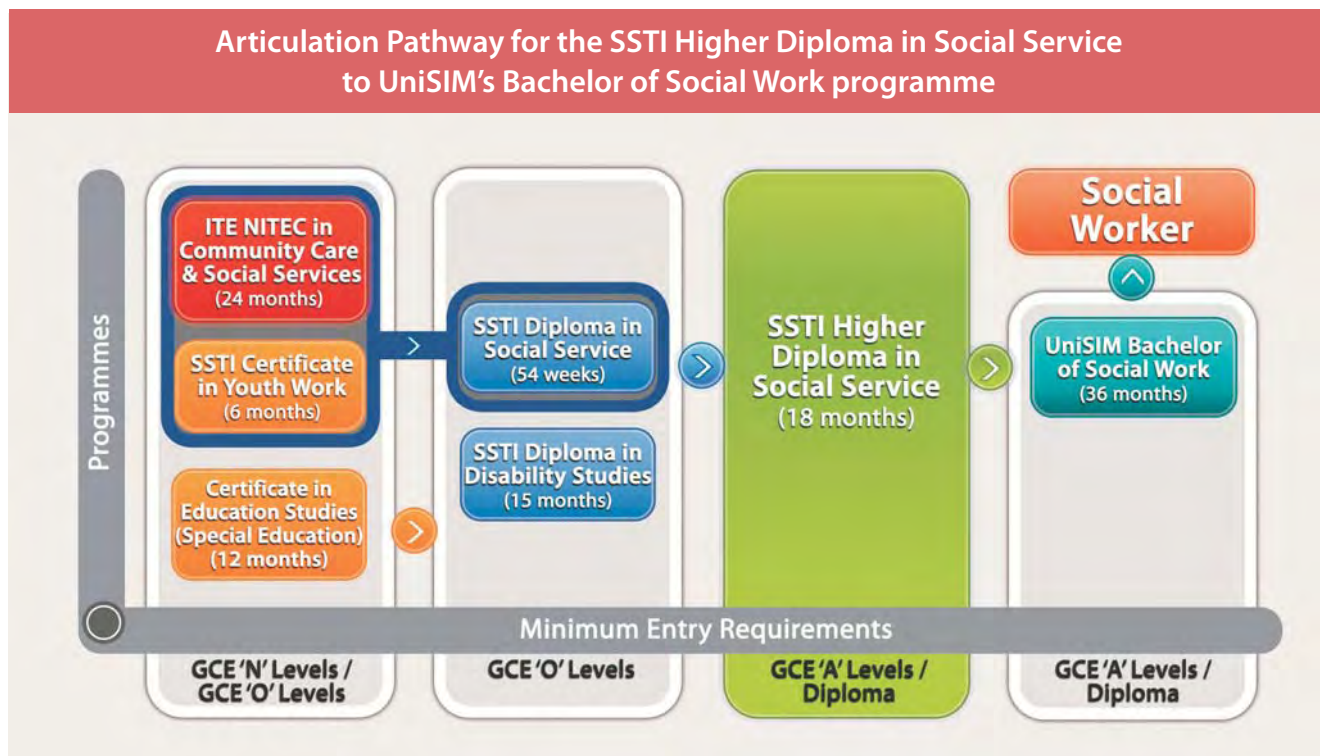 Articulation Pathway for the SSTI Higher Diploma in Social Service
to UniSIM's Bachelor of Social Work programme
Programmes
ITE NITEC in
Community Care
& Social Services
(24 months)
SSTI Certificate
in Youth Work
(6 months)
Certificate in
Education Studies
(Special Education)
(12 months)
SSTI Diploma in
Social Service
(54 weeks)
SSTI Diploma in
Disability Studies
(15 months)
SSTI Higher
Diploma in
Social Service
(18 months)
Social
Worker
UniSIM Bachelor
of Social Work
(36 months)
Minimum Entry Requirements
GCE 'N' Levels /
GCE 'O' Levels
GCE 'O' Levels
GCE 'A' Levels /
Diploma
GCE 'A' Levels /
Diploma